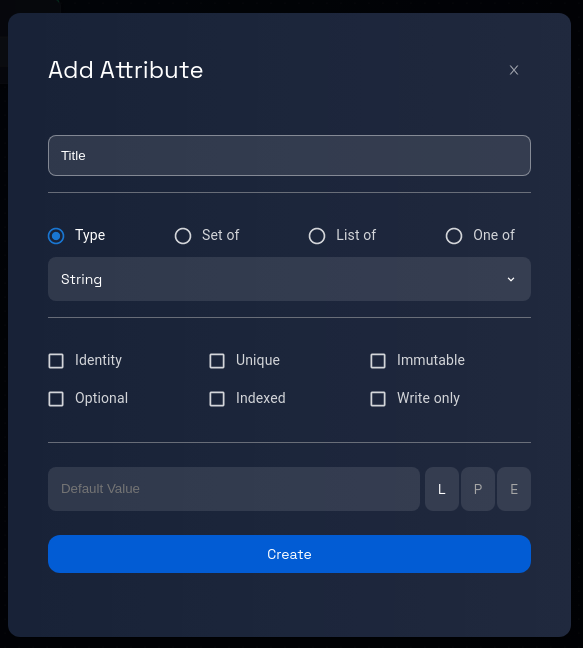 Add Attribute X
Title
Type Set of List of One of
String
Identity Unique Immutable
Optional Indexed Write only
Default Value L P E
Create